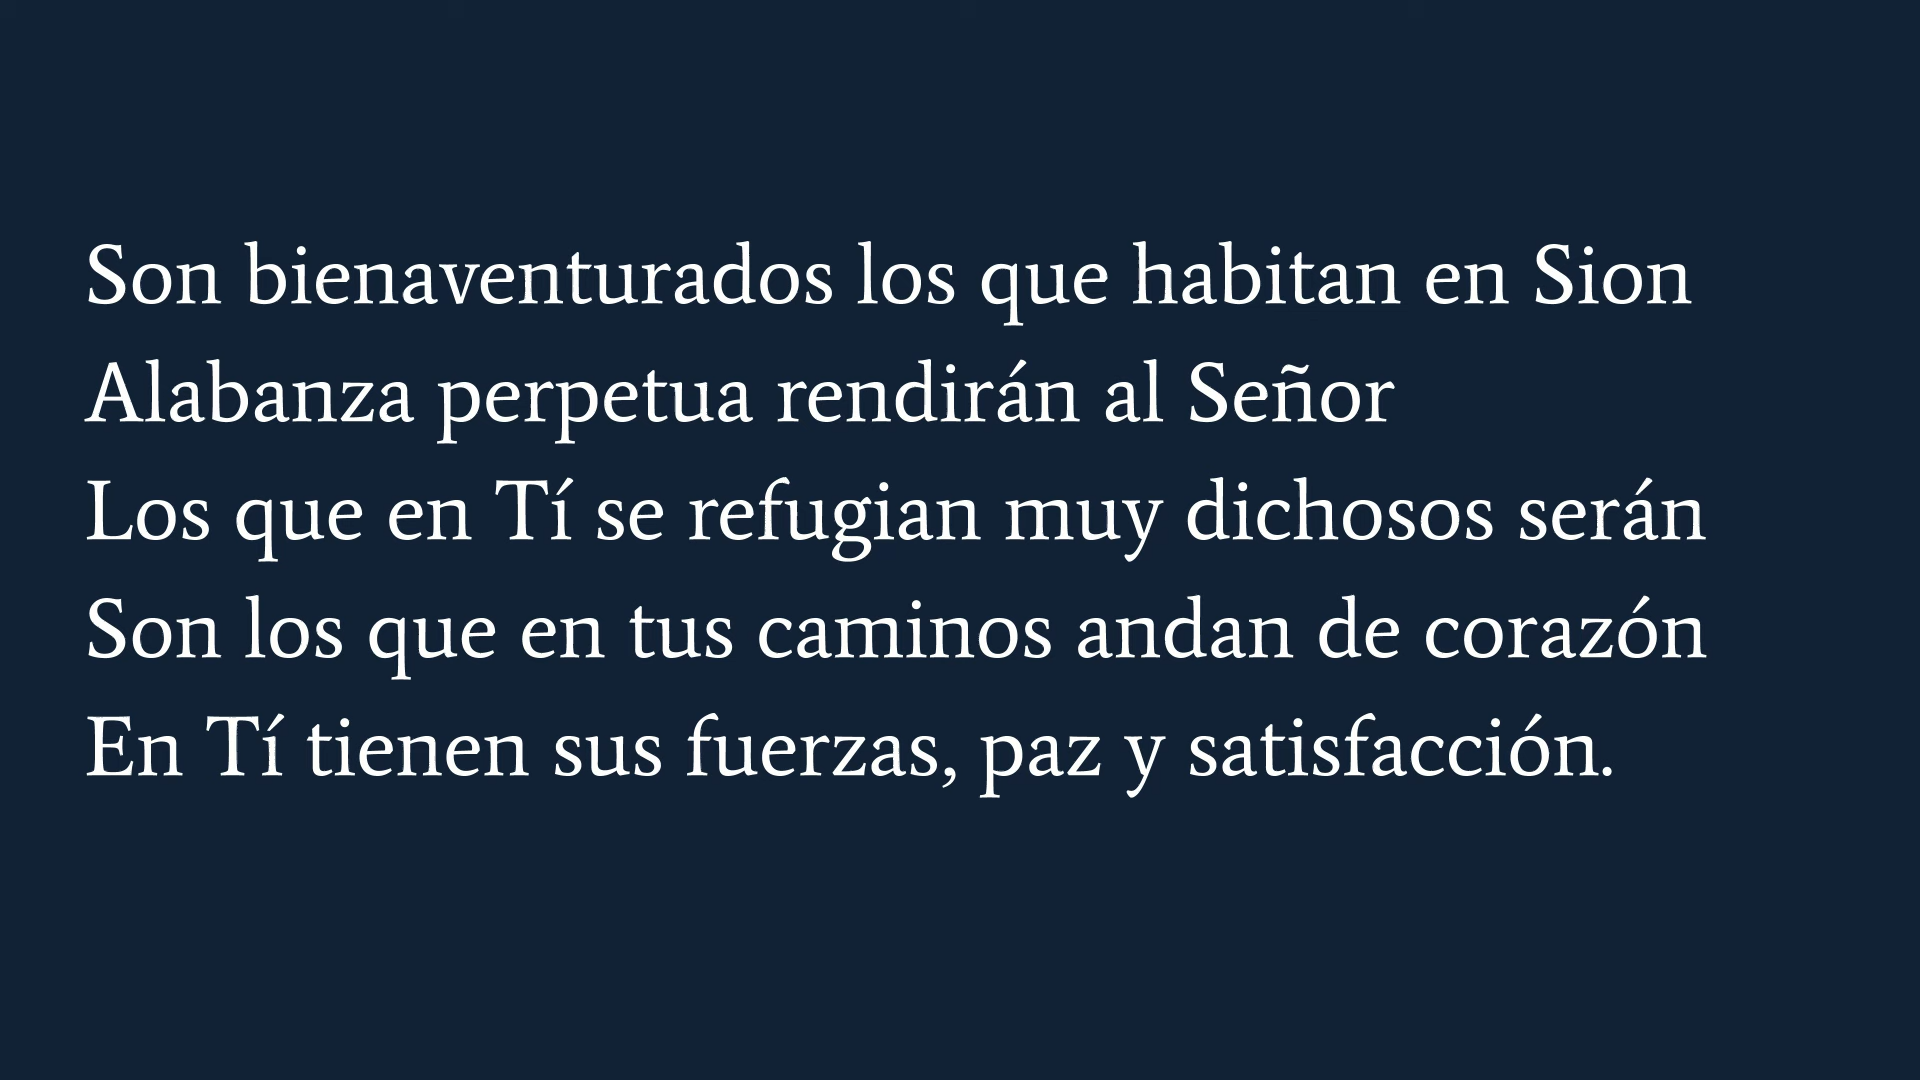 Son bienaventurados los que habitan en Sion
Alabanza perpetua rendirán al Señor
Los que en Tí se refugian muy dichosos serán
Son los que en tus caminos andan de corazón
En Tí tienen sus fuerzas, paz y satisfacción.